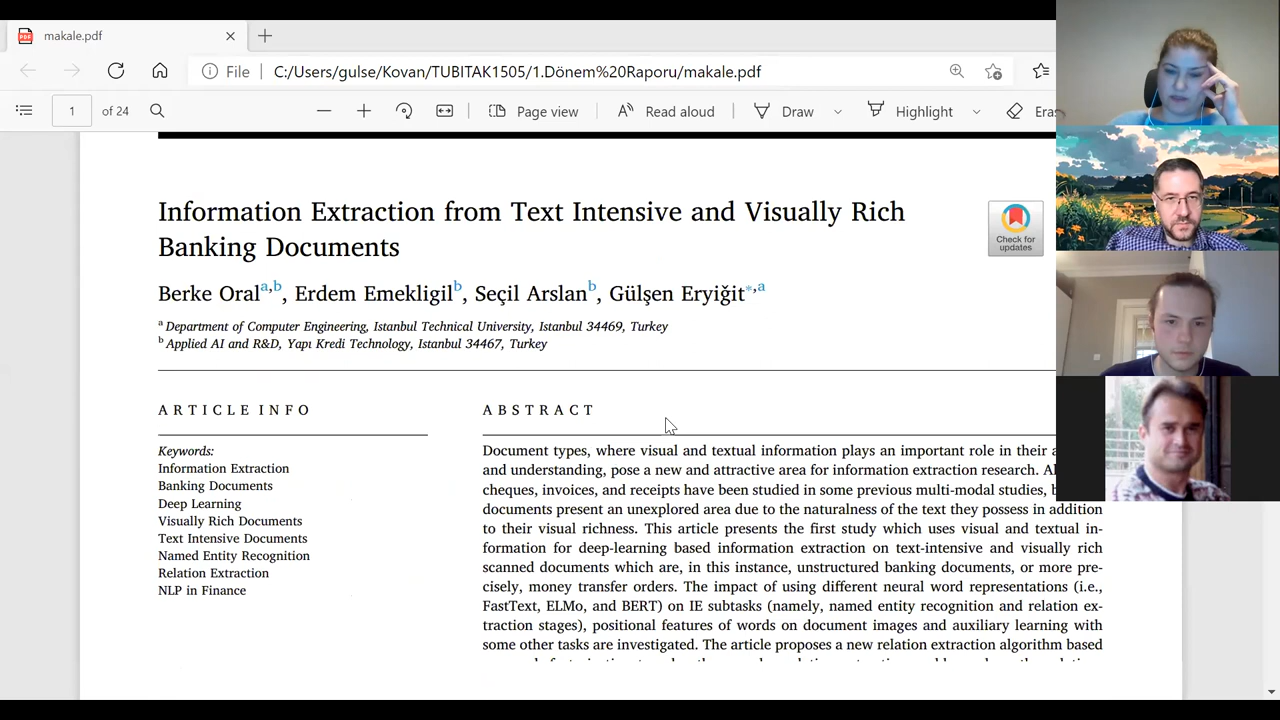 makale.pdf
File
C:/Users/gulse/Kovan/TUBITAK1505/1.Dönem%20Raporu/makale.pdf
1 of 24
Page view
Read aloud
Draw
Highlight
Eras
Information Extraction from Text Intensive and Visually Rich
Banking Documents
Check for
updates
Berke Oral a,b, Erdem Emekligil b, Seçil Arslan b, Gülşen Eryiğit *,a
a Department of Computer Engineering, Istanbul Technical University, Istanbul 34469, Turkey
b Applied AI and R&D, Yapı Kredi Technology, Istanbul 34467, Turkey
ARTICLE INFO
Keywords:
Information Extraction
Banking Documents
Deep Learning
Visually Rich Documents
Text Intensive Documents
Named Entity Recognition
Relation Extraction
NLP in Finance
ABSTRACT
Document types, where visual and textual information plays an important role in their a
and understanding, pose a new and attractive area for information extraction research. Al
cheques, invoices, and receipts have been studied in some previous multi-modal studies, b
documents present an unexplored area due to the naturalness of the text they possess in addition
to their visual richness. This article presents the first study which uses visual and textual in-
formation for deep-learning based information extraction on text-intensive and visually rich
scanned documents which are, in this instance, unstructured banking documents, or more pre-
cisely, money transfer orders. The impact of using different neural word representations (i.e.,
FastText, ELMo, and BERT) on IE subtasks (namely, named entity recognition and relation ex-
traction stages), positional features of words on document images and auxiliary learning with
some other tasks are investigated. The article proposes a new relation extraction algorithm based